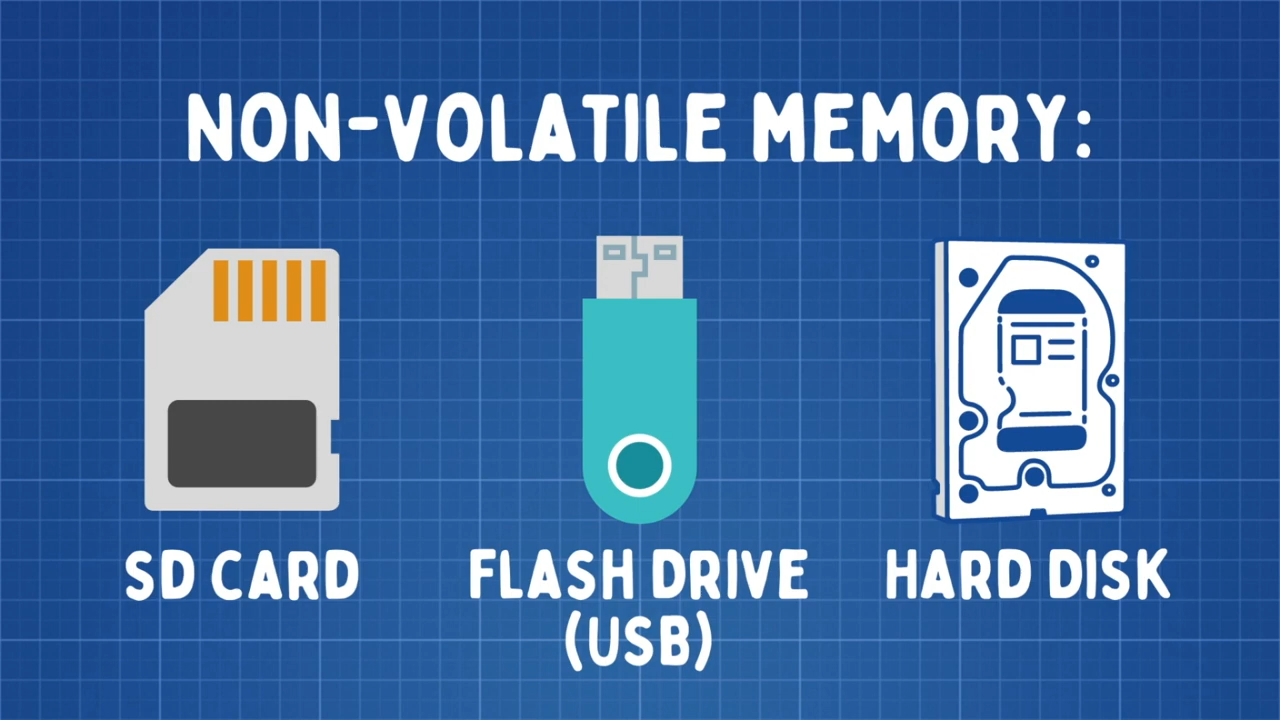 NON-VOLATILE MEMORY:
SD CARD
FLASH DRIVE
(USB)
HARD DISK